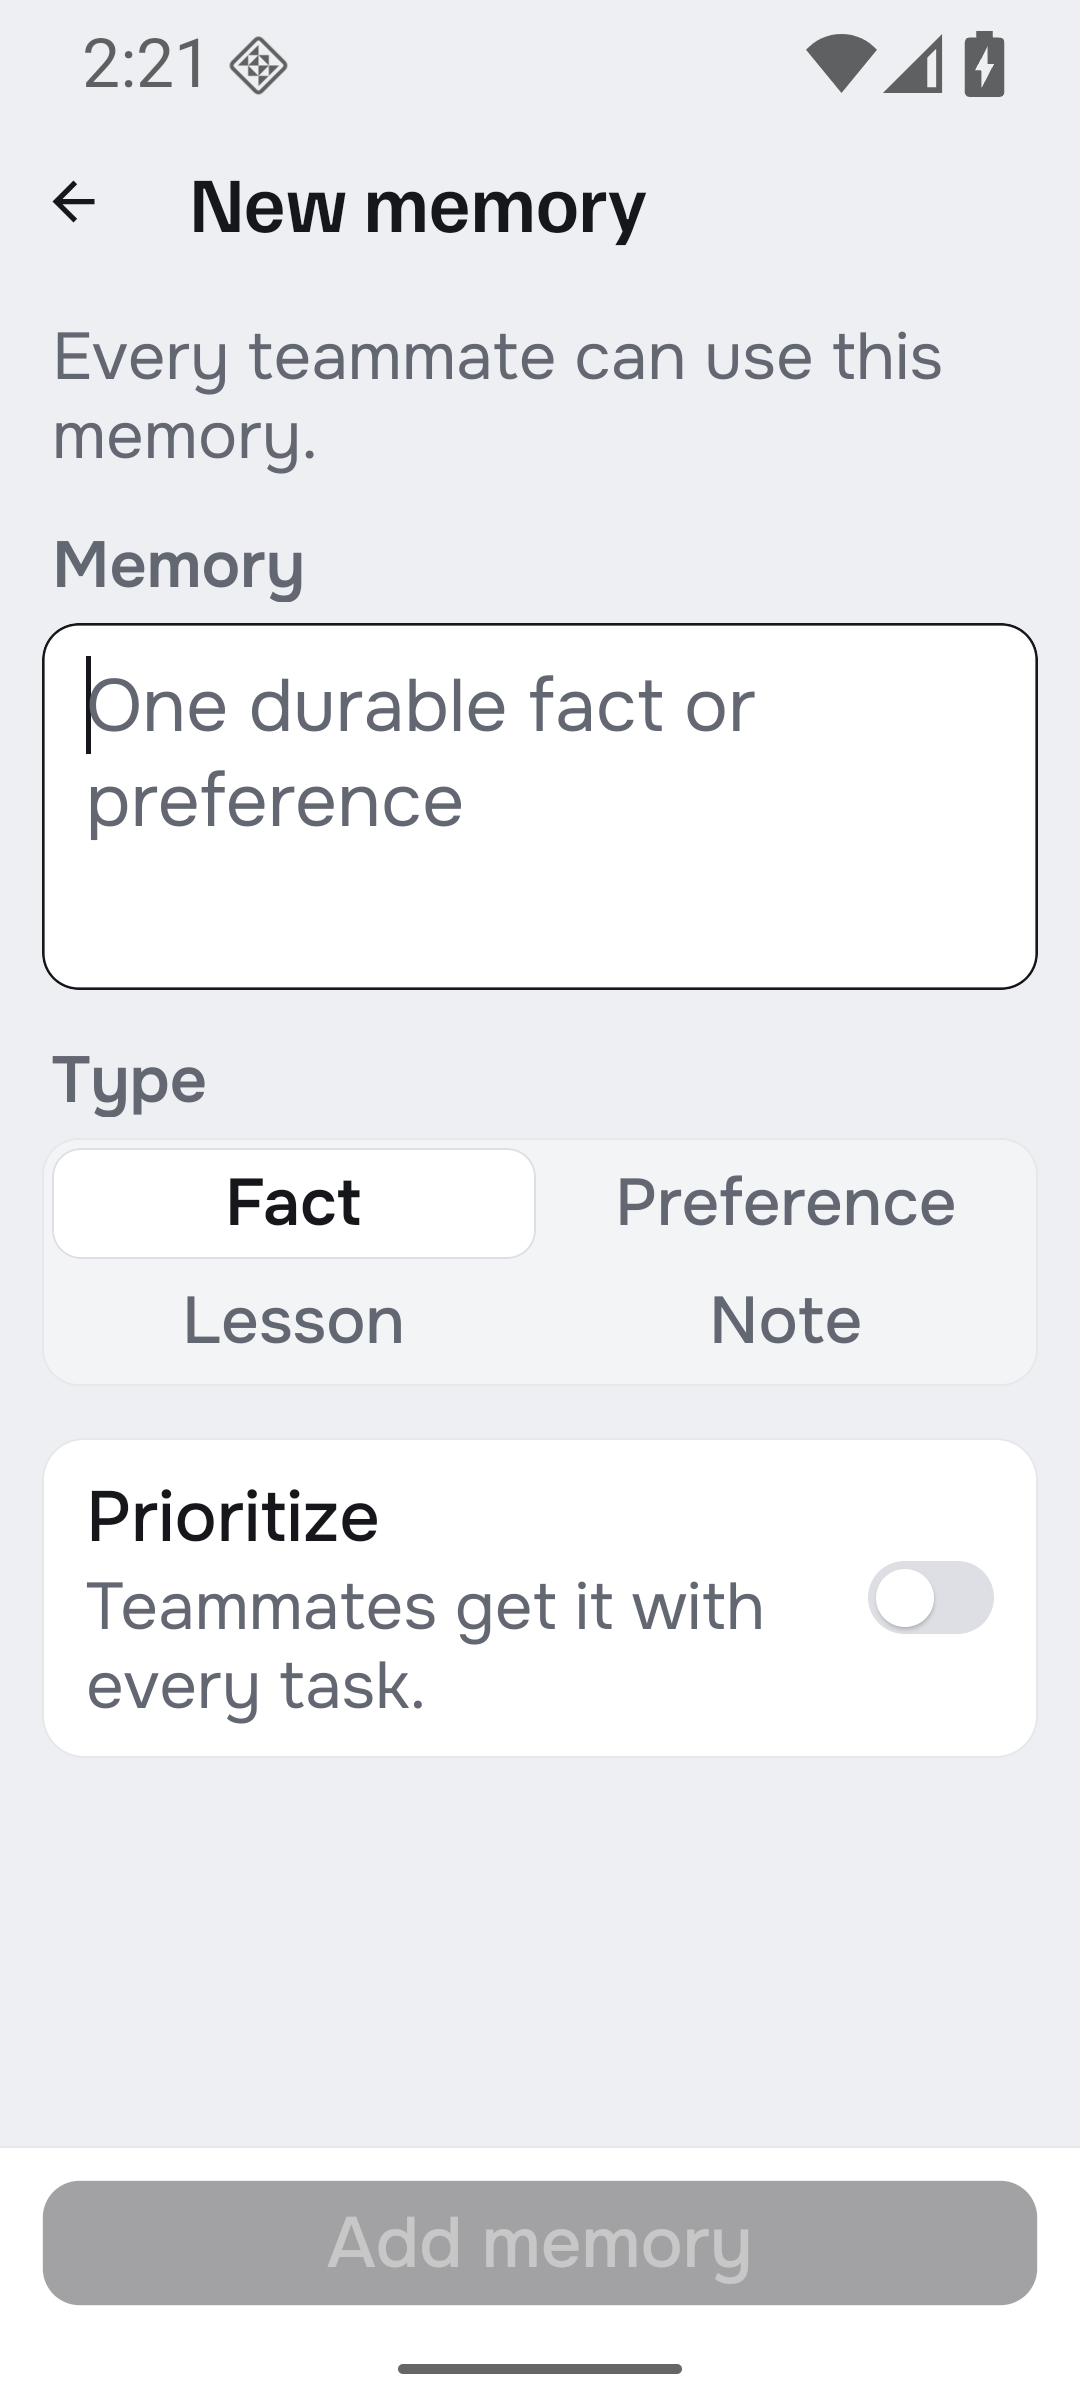 2:21
New memory
Every teammate can use this
memory.
Memory
One durable fact or
preference
Type
Fact
Preference
Lesson
Note
Prioritize
Teammates get it with
every task.
Add memory